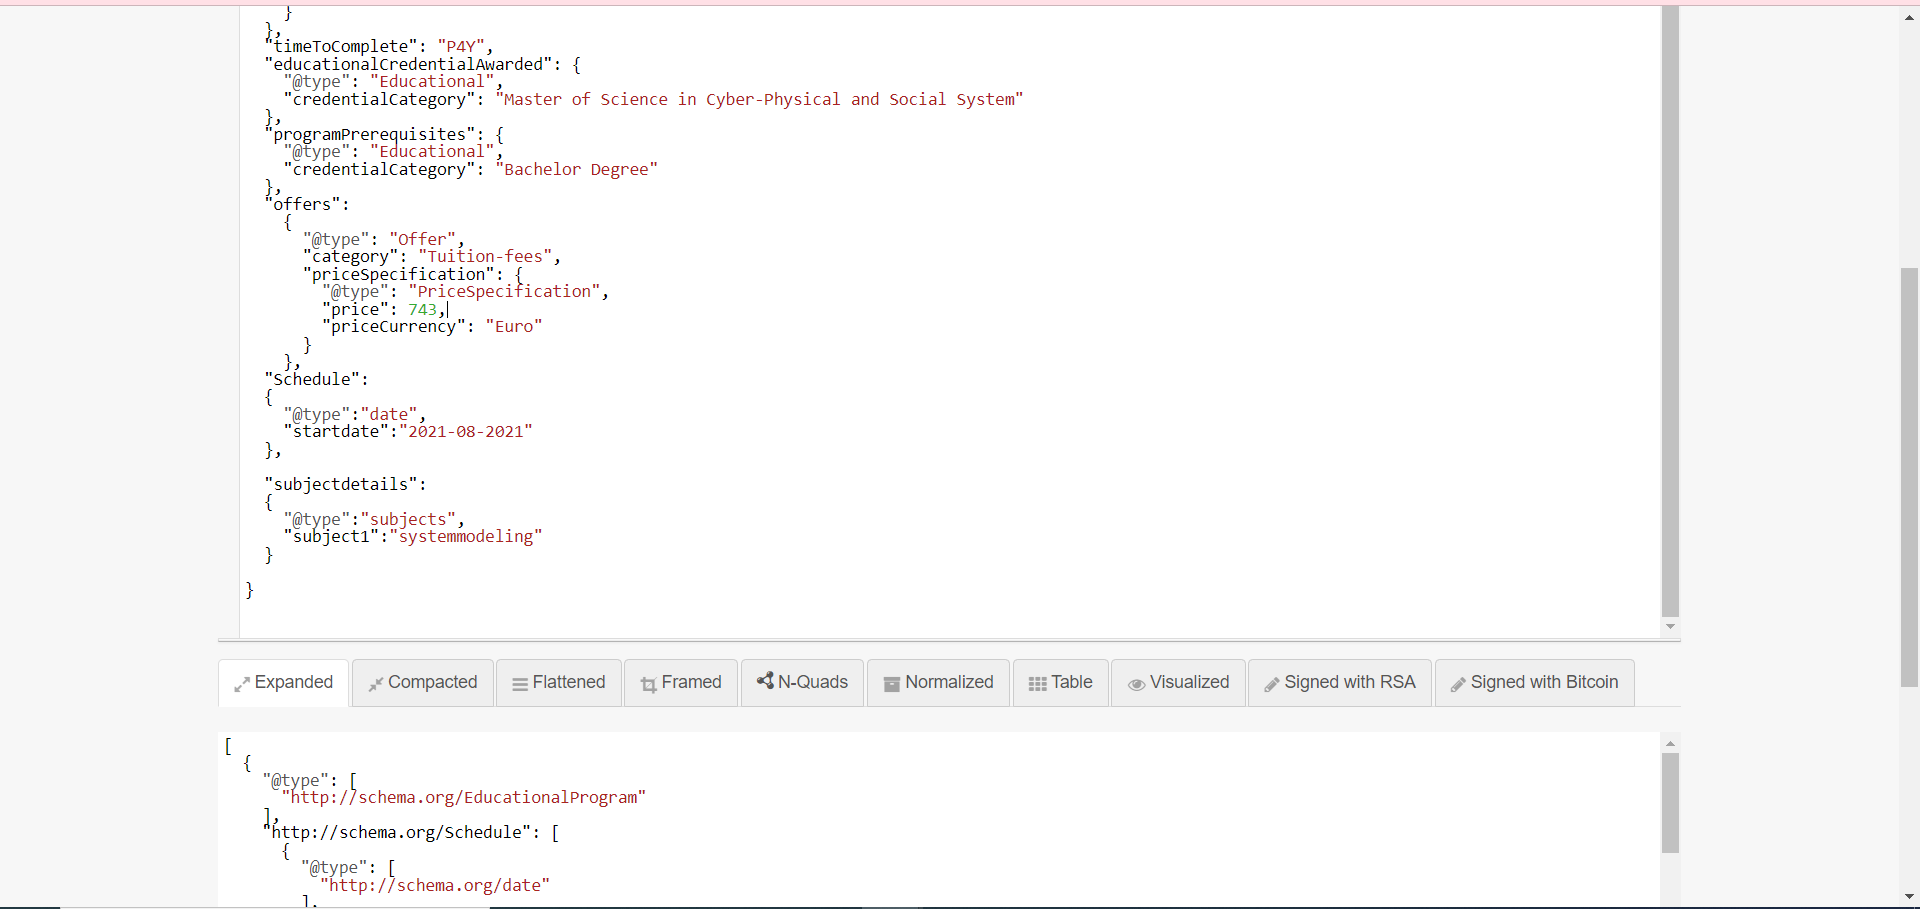 }
},
"timeToComplete": "P4Y",
"educationalCredentialAwarded": {
"@type": "Educational",
"credentialCategory": "Master of Science in Cyber-Physical and Social System"
},
"programPrerequisites": {
"@type": "Educational",
"credentialCategory": "Bachelor Degree"
},
"offers":
{
"@type": "Offer",
"category": "Tuition-fees",
"priceSpecification": {
"@type": "PriceSpecification",
"price": 743,
"priceCurrency": "Euro"
}
},
"Schedule":
{
"@type":"date",
"startdate":"2021-08-2021"
},
"subjectdetails":
{
"@type":"subjects",
"subject1":"systemmodeling"
}
}
Expanded Compacted Flattened Framed N-Quads Normalized Table Visualized Signed with RSA Signed with Bitcoin
[
{
"@type": [
"http://schema.org/EducationalProgram"
],
"http://schema.org/Schedule": [
{
"@type": [
"http://schema.org/date"
],